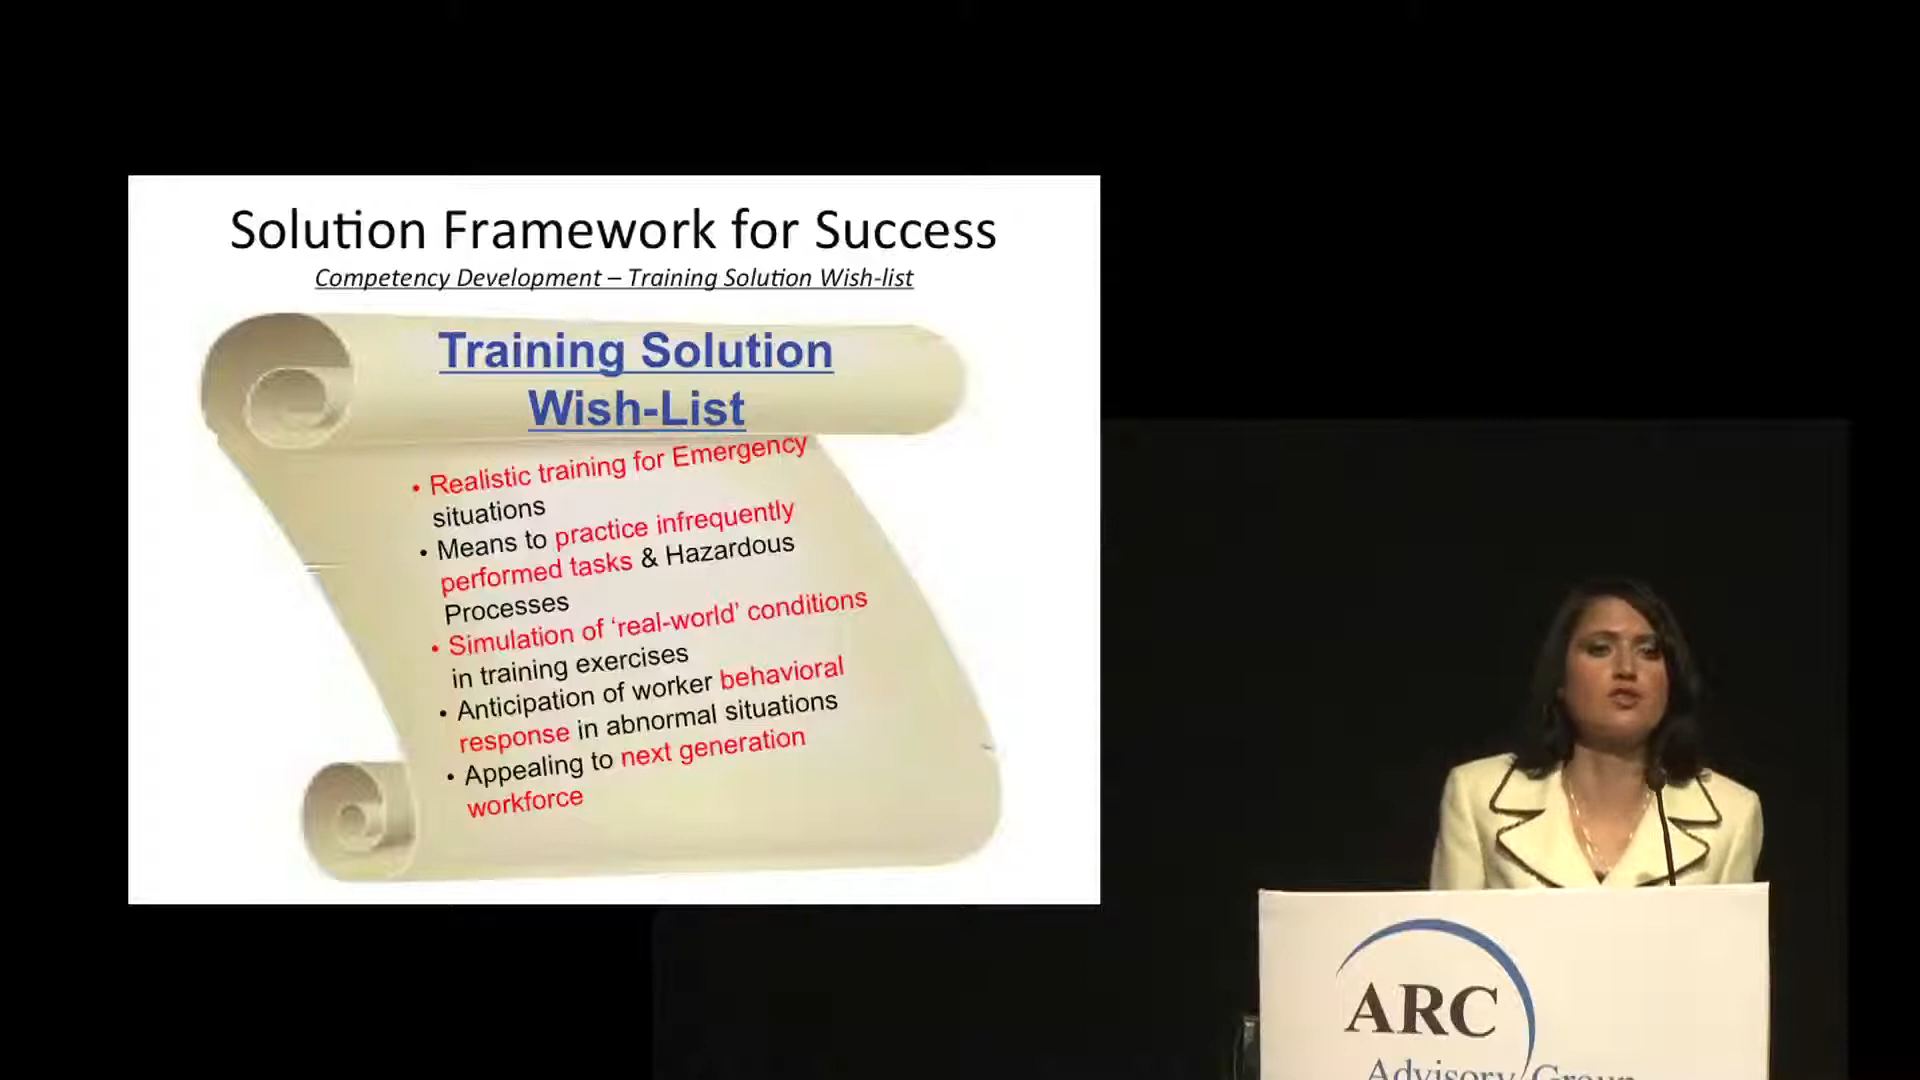 Solution Framework for Success
Competency Development – Training Solution Wish-list
Training Solution
Wish-List
• Realistic training for Emergency
situations
• Means to practice infrequently
performed tasks & Hazardous
Processes
• Simulation of ‘real-world’ conditions
in training exercises
• Anticipation of worker behavioral
response in abnormal situations
• Appealing to next generation
workforce
ARC
Advisory Group